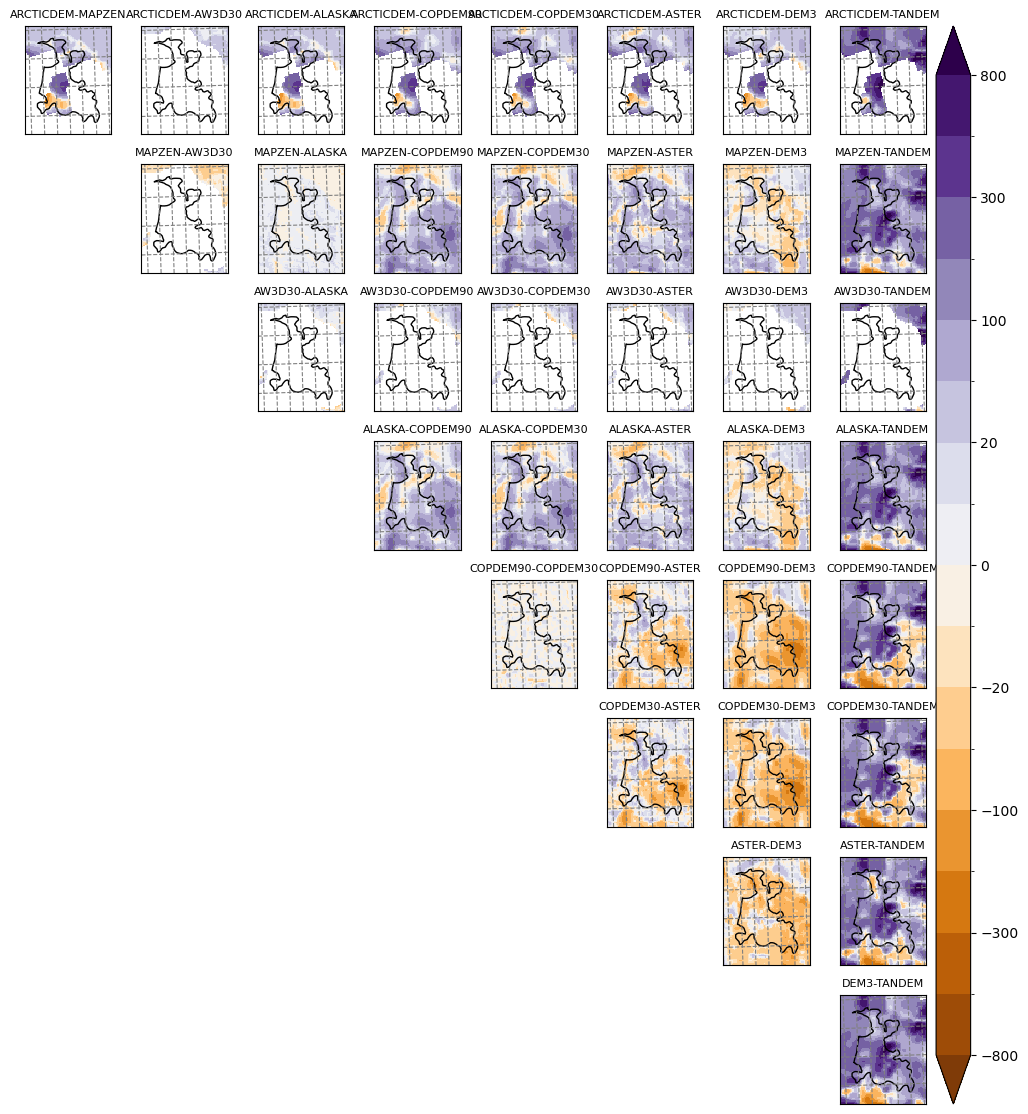 ARCTICDEM-MAPZEN
ARCTICDEM-AW3D30
ARCTICDEM-ALASKA
ARCTICDEM-COPDEM90
ARCTICDEM-COPDEM30
ARCTICDEM-ASTER
ARCTICDEM-DEM3
ARCTICDEM-TANDEM
MAPZEN-AW3D30
MAPZEN-ALASKA
MAPZEN-COPDEM90
MAPZEN-COPDEM30
MAPZEN-ASTER
MAPZEN-DEM3
MAPZEN-TANDEM
AW3D30-ALASKA
AW3D30-COPDEM90
AW3D30-COPDEM30
AW3D30-ASTER
AW3D30-DEM3
AW3D30-TANDEM
ALASKA-COPDEM90
ALASKA-COPDEM30
ALASKA-ASTER
ALASKA-DEM3
ALASKA-TANDEM
COPDEM90-COPDEM30
COPDEM90-ASTER
COPDEM90-DEM3
COPDEM90-TANDEM
COPDEM30-ASTER
COPDEM30-DEM3
COPDEM30-TANDEM
ASTER-DEM3
ASTER-TANDEM
DEM3-TANDEM
800
300
100
20
0
−20
−100
−300
−800